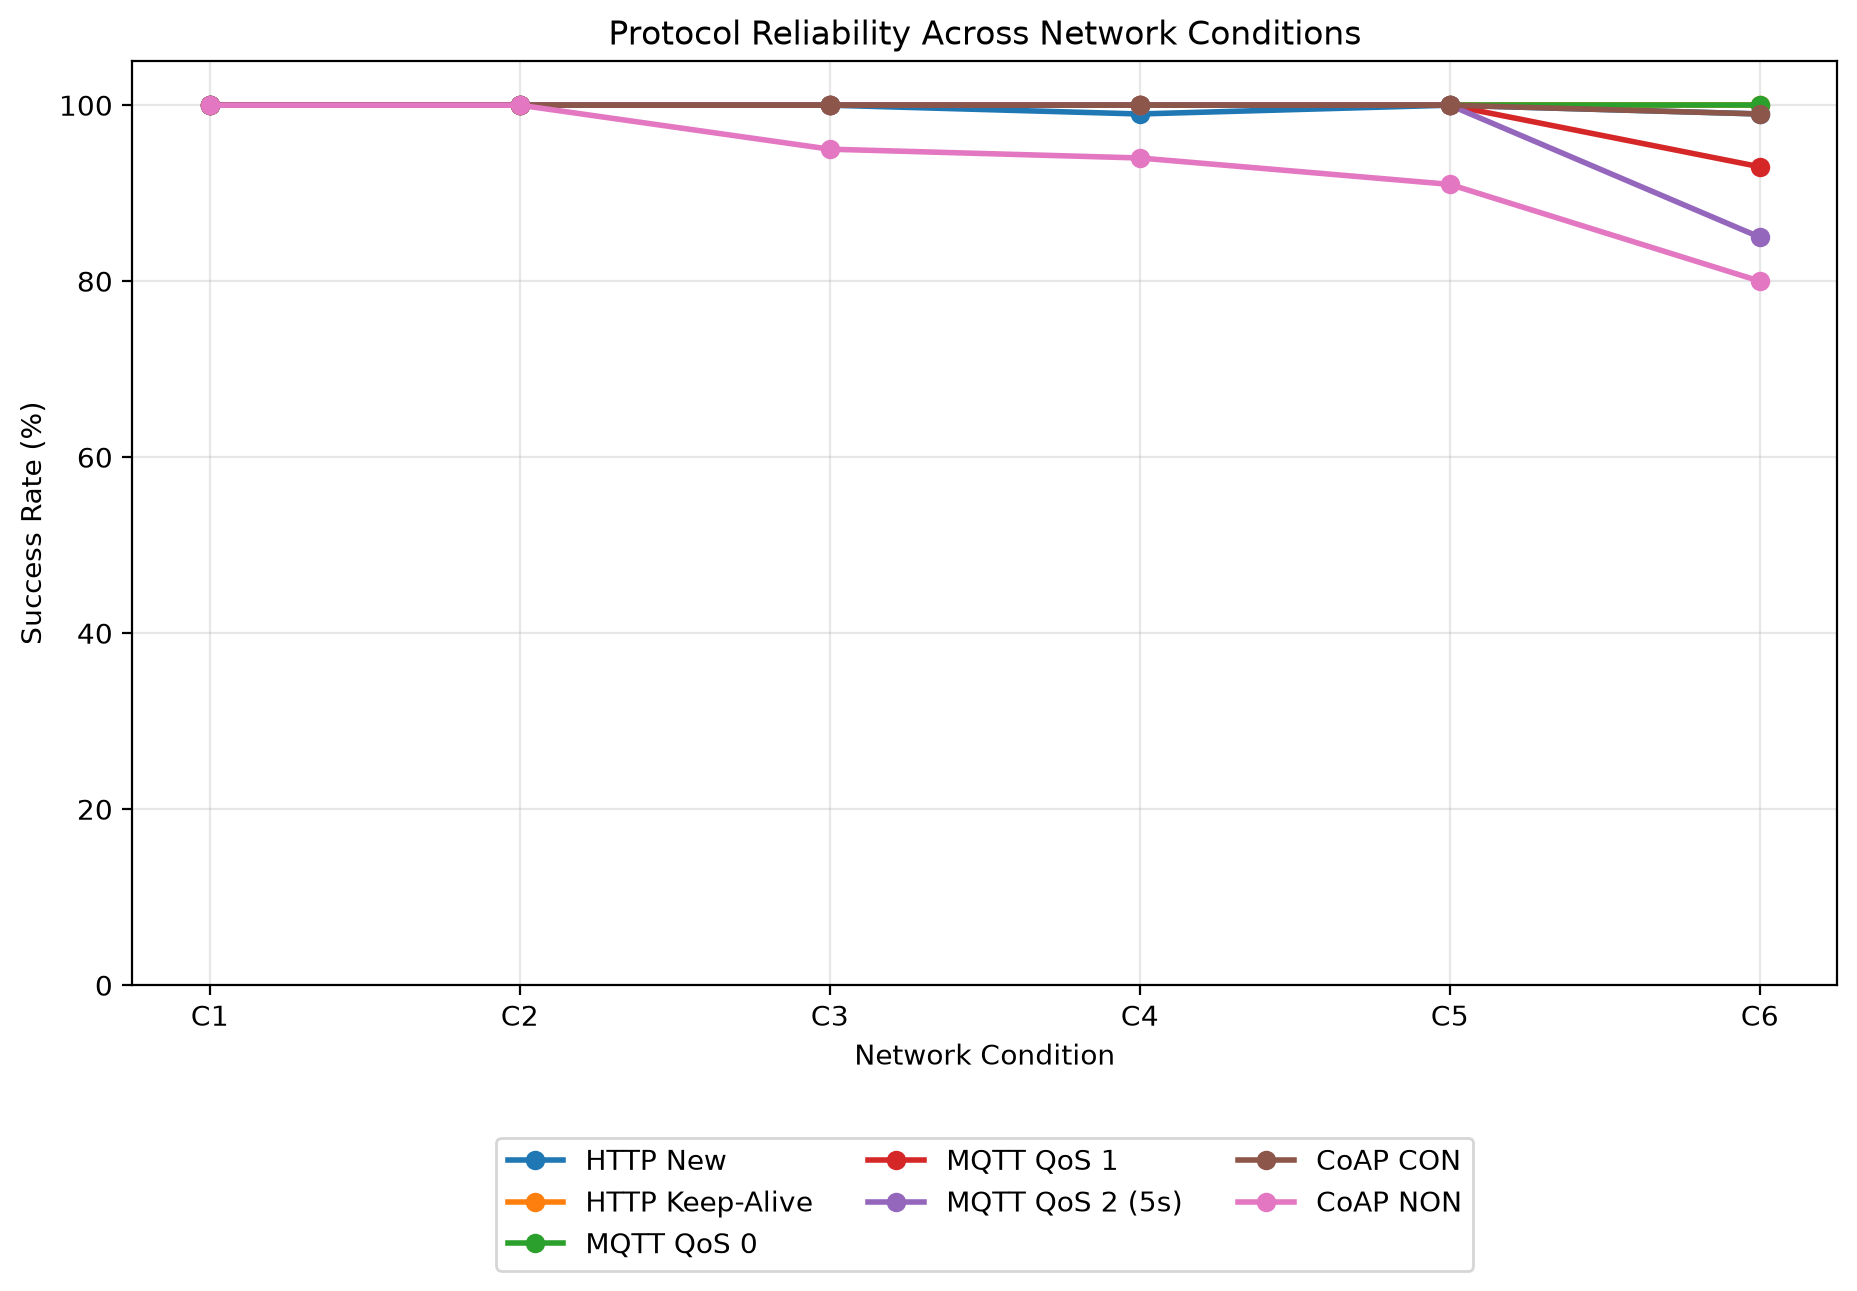 Protocol Reliability Across Network Conditions
Success Rate (%)
100
80
60
40
20
0
C1 C2 C3 C4 C5 C6
Network Condition
HTTP New
HTTP Keep-Alive
MQTT QoS 0
MQTT QoS 1
MQTT QoS 2 (5s)
CoAP CON
CoAP NON